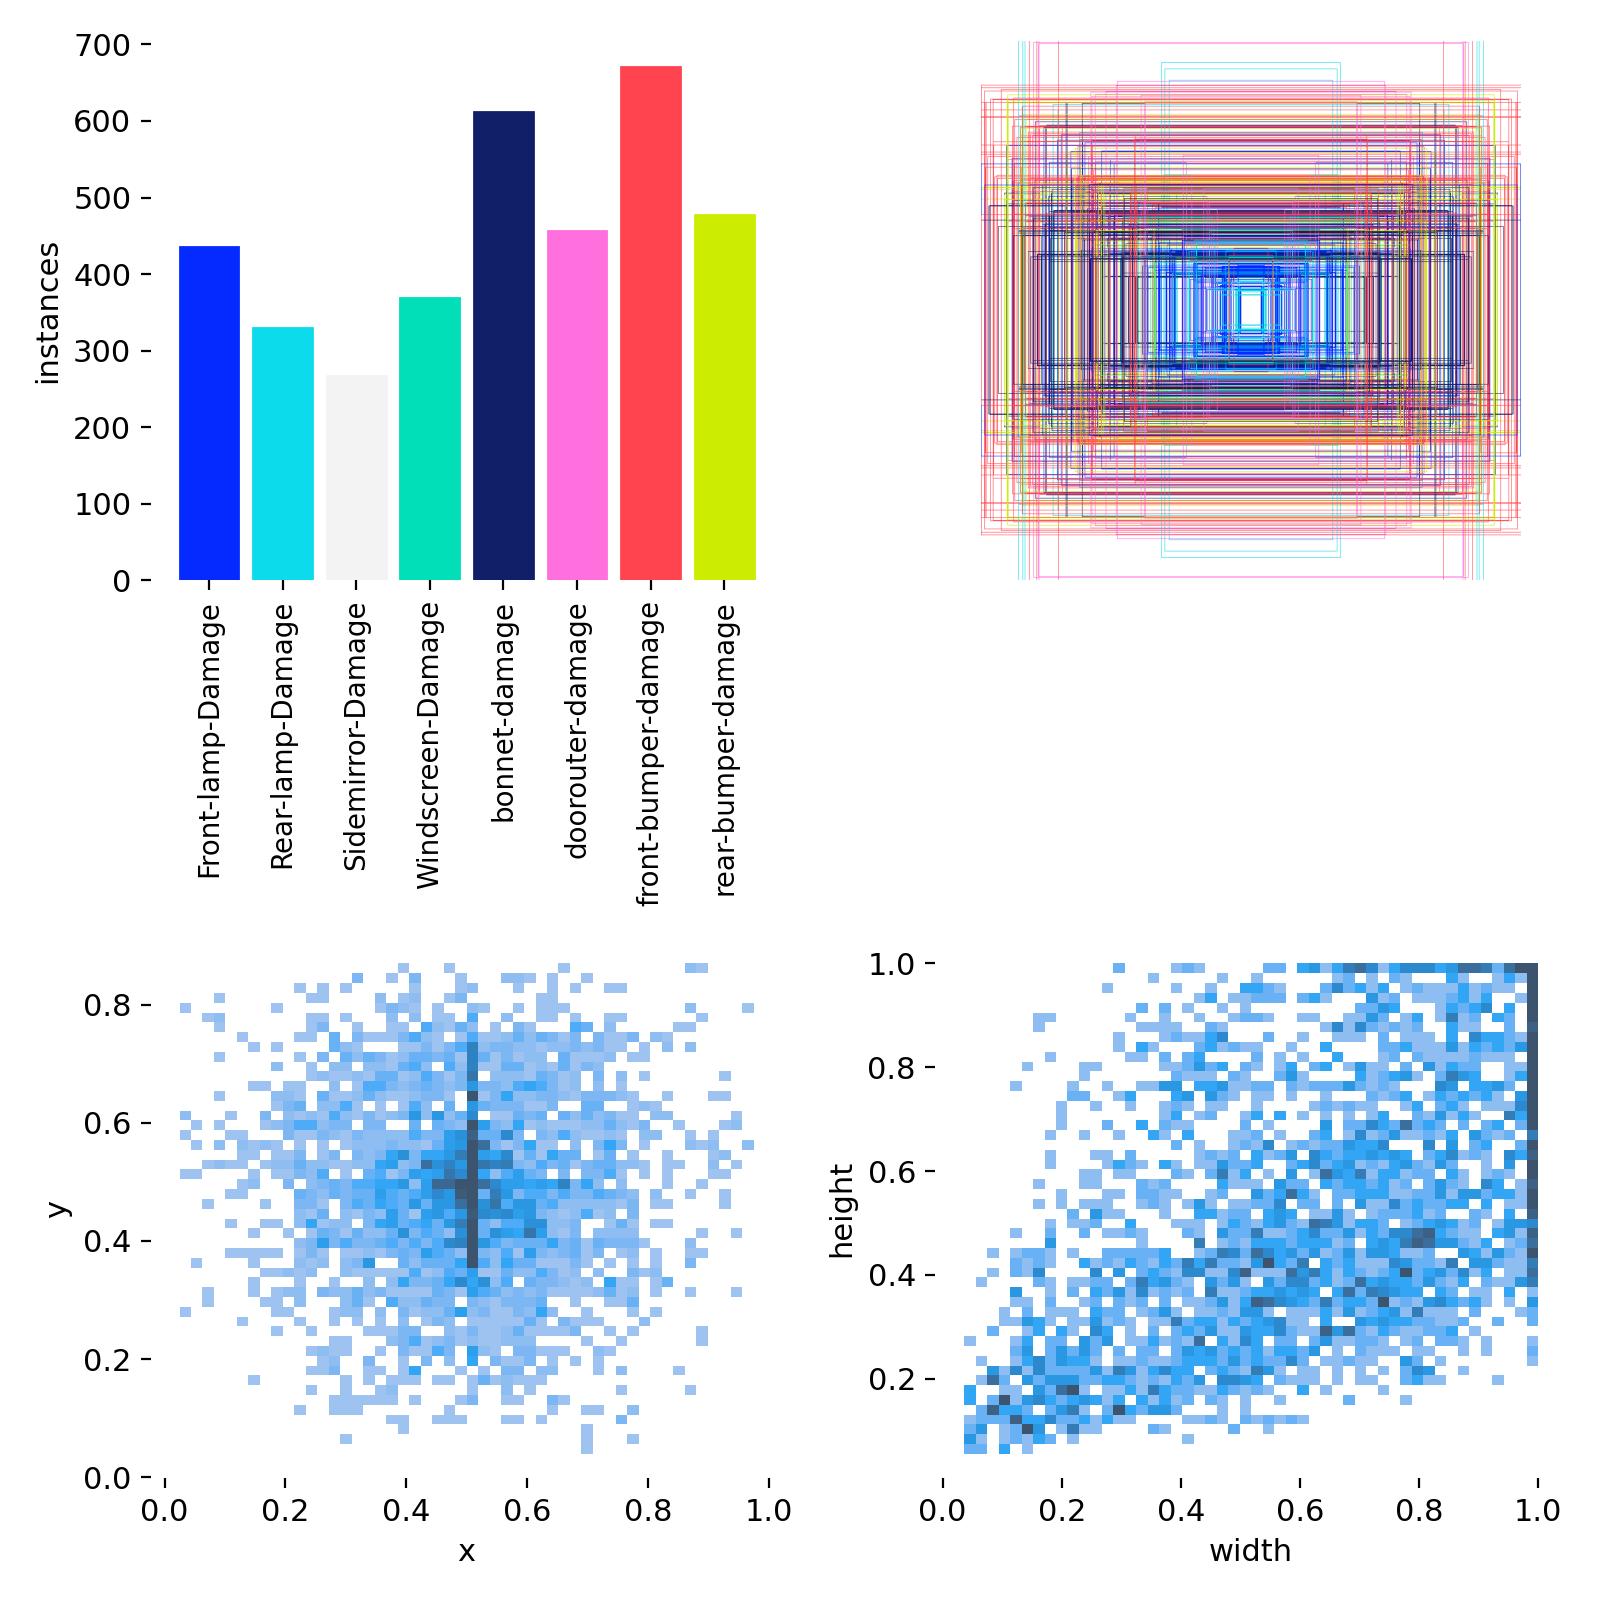 700
600
500
400
300
200
100
0
instances
Front-lamp-Damage
Rear-lamp-Damage
Sidemirror-Damage
Windscreen-Damage
bonnet-damage
doorouter-damage
front-bumper-damage
rear-bumper-damage
0.8
0.6
0.4
0.2
0.0
y
0.0 0.2 0.4 0.6 0.8 1.0
x
1.0
0.8
0.6
0.4
0.2
height
0.0 0.2 0.4 0.6 0.8 1.0
width